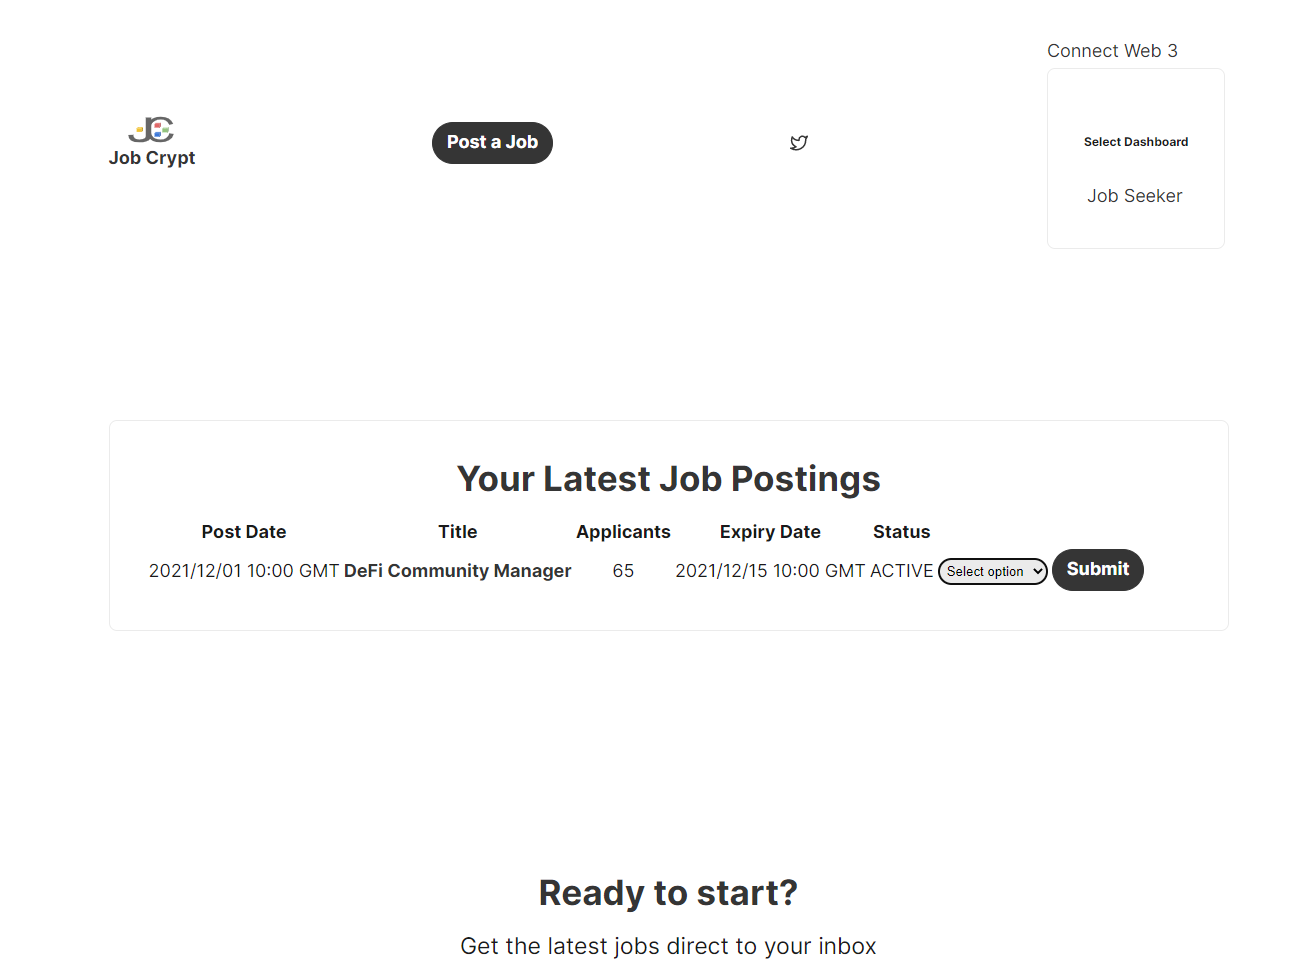 Connect Web 3
JC
Job Crypt
Post a Job
Select Dashboard
Job Seeker
Your Latest Job Postings
Post Date Title Applicants Expiry Date Status
2021/12/01 10:00 GMT DeFi Community Manager 65 2021/12/15 10:00 GMT ACTIVE Select option Submit
Ready to start?
Get the latest jobs direct to your inbox